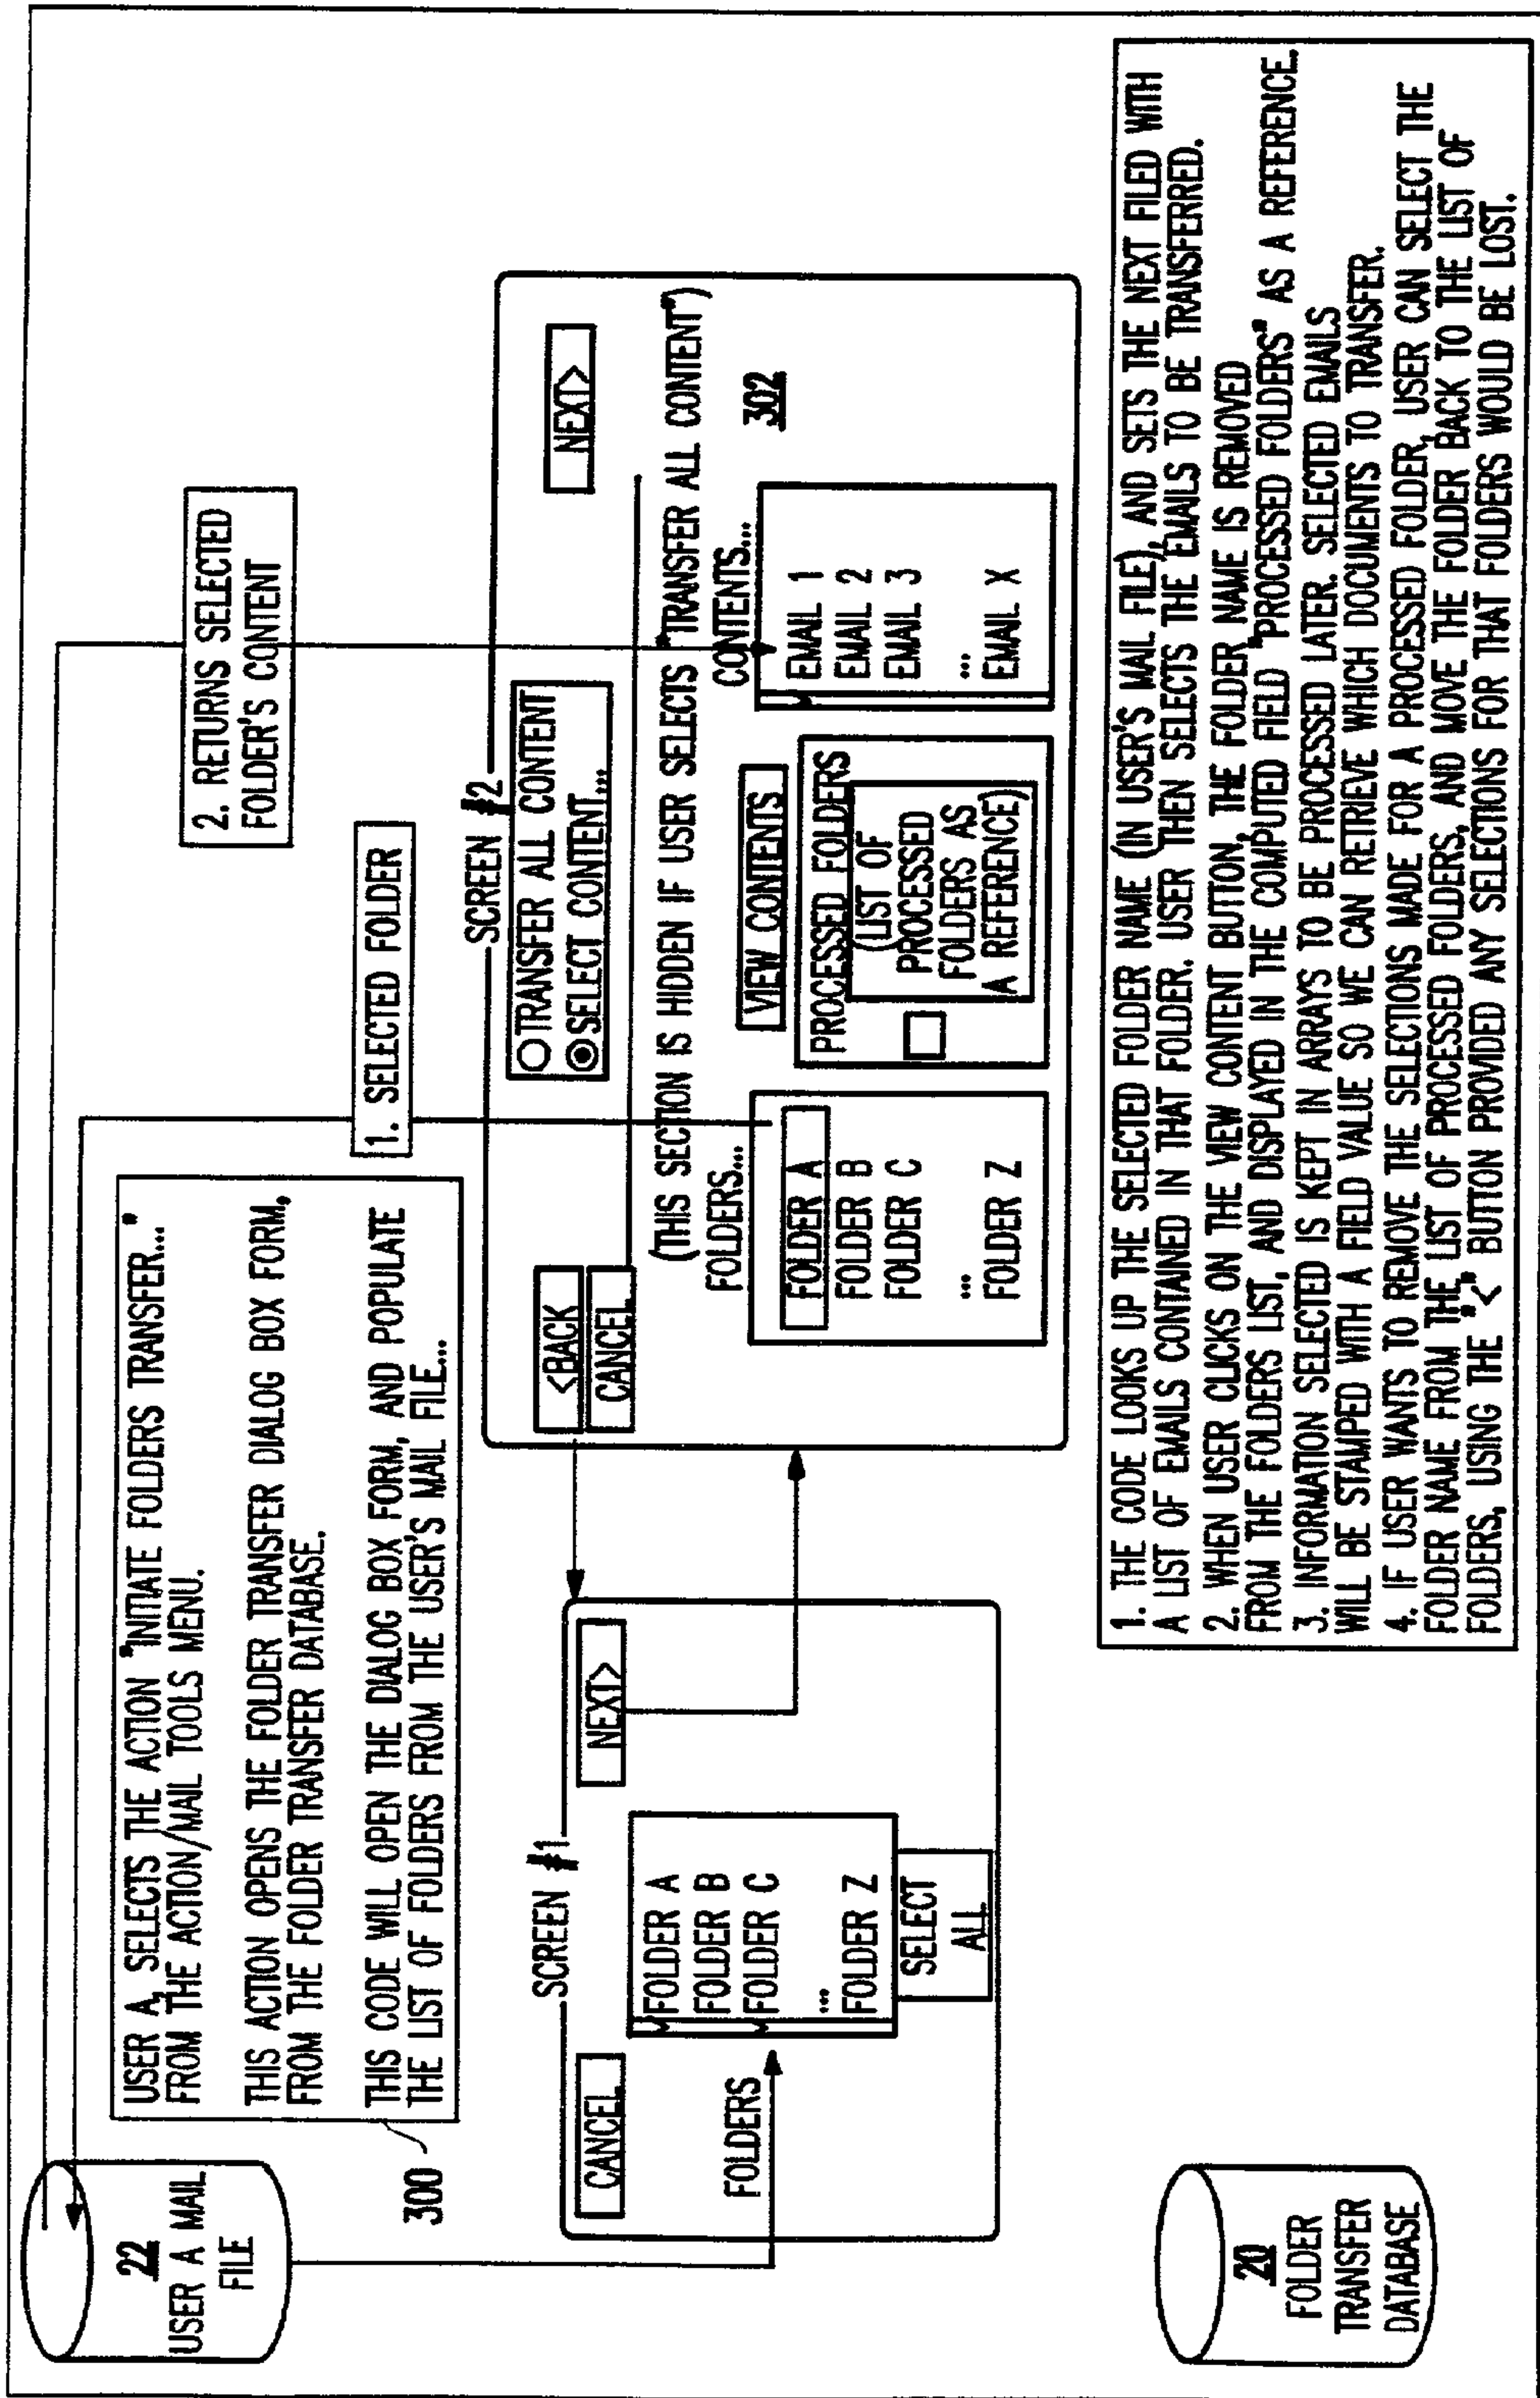 22
USER A MAIL
FILE
USER A, SELECTS THE ACTION "INITIATE FOLDERS TRANSFER..."
FROM THE ACTION/MAIL TOOLS MENU.
THIS ACTION OPENS THE FOLDER TRANSFER DIALOG BOX FORM,
FROM THE FOLDER TRANSFER DATABASE.
THIS CODE WILL OPEN THE DIALOG BOX FORM, AND POPULATE
THE LIST OF FOLDERS FROM THE USER'S MAIL FILE...
300
1. SELECTED FOLDER
2. RETURNS SELECTED
FOLDER'S CONTENT
SCREEN #1
CANCEL
NEXT>
FOLDERS
FOLDER A
FOLDER B
FOLDER C
...
FOLDER Z
SELECT
ALL
SCREEN #2
<BACK
CANCEL
TRANSFER ALL CONTENT
SELECT CONTENT...
NEXT>
(THIS SECTION IS HIDDEN IF USER SELECTS "TRANSFER ALL CONTENT")
FOLDERS...
FOLDER A
FOLDER B
FOLDER C
...
FOLDER Z
VIEW CONTENTS
PROCESSED FOLDERS
(LIST OF
PROCESSED
FOLDERS AS
A REFERENCE)
CONTENTS...
EMAIL 1
EMAIL 2
EMAIL 3
...
EMAIL X
302
20
FOLDER
TRANSFER
DATABASE
1. THE CODE LOOKS UP THE SELECTED FOLDER NAME (IN USER'S MAIL FILE), AND SETS THE NEXT FILED WITH
A LIST OF EMAILS CONTAINED IN THAT FOLDER. USER THEN SELECTS THE EMAILS TO BE TRANSFERRED.
2. WHEN USER CLICKS ON THE VIEW CONTENT BUTTON, THE FOLDER NAME IS REMOVED
FROM THE FOLDERS LIST, AND DISPLAYED IN THE COMPUTED FIELD "PROCESSED FOLDERS" AS A REFERENCE.
3. INFORMATION SELECTED IS KEPT IN ARRAYS TO BE PROCESSED LATER. SELECTED EMAILS
WILL BE STAMPED WITH A FIELD VALUE SO WE CAN RETRIEVE WHICH DOCUMENTS TO TRANSFER.
4. IF USER WANTS TO REMOVE THE SELECTIONS MADE FOR A PROCESSED FOLDER, USER CAN SELECT THE
FOLDER NAME FROM THE LIST OF PROCESSED FOLDERS, AND MOVE THE FOLDER BACK TO THE LIST OF
FOLDERS, USING THE "<" BUTTON PROVIDED ANY SELECTIONS FOR THAT FOLDERS WOULD BE LOST.